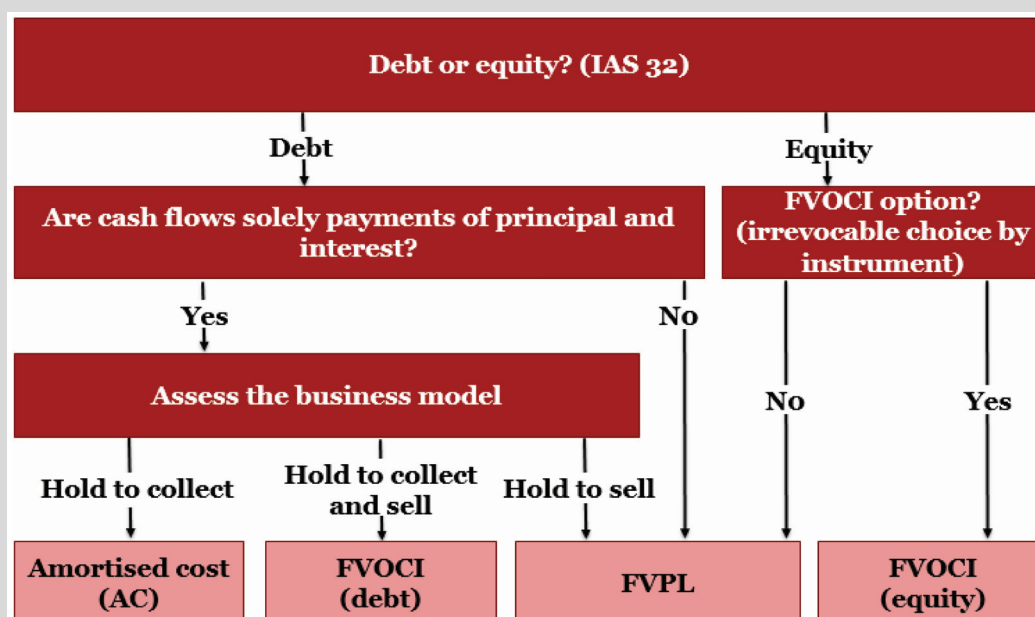 Debt or equity? (IAS 32)
Debt
Equity
Are cash flows solely payments of principal and
interest?
FVOCI option?
(irrevocable choice by
instrument)
Yes
No
No
Yes
Assess the business model
Hold to collect
Hold to collect
and sell
Hold to sell
Amortised cost
(AC)
FVOCI
(debt)
FVPL
FVOCI
(equity)